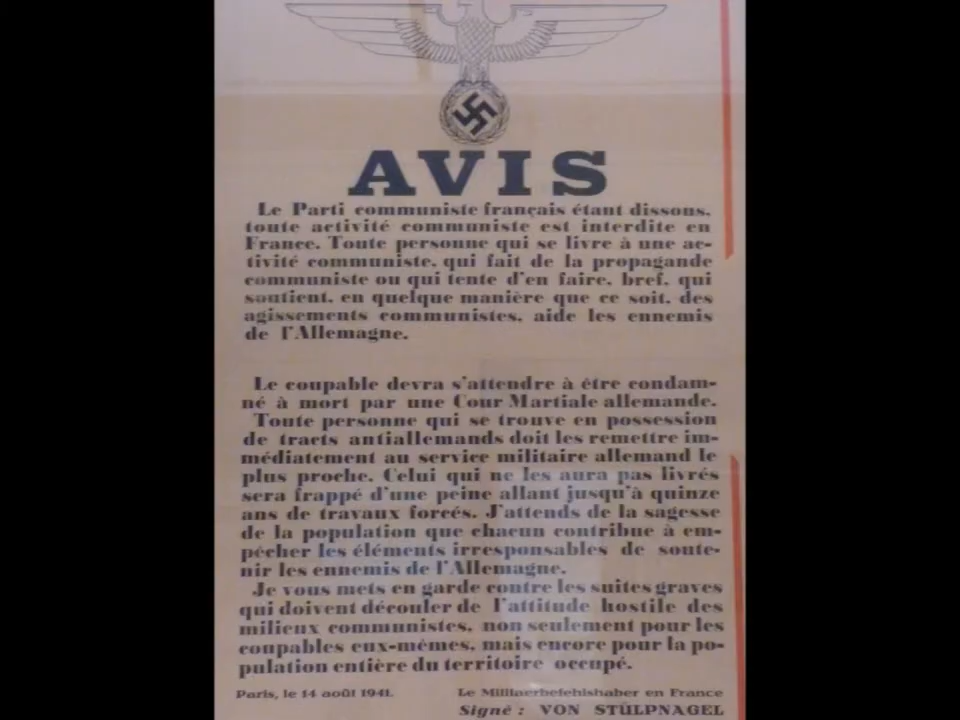 AVIS
Le Parti communiste français étant dissous,
toute activité communiste est interdite en
France. Toute personne qui se livre à une ac-
tivité communiste, qui fait de la propagande
communiste ou qui tente d'en faire, bref, qui
soutient, en quelque manière que ce soit, des
agissements communistes, aide les ennemis
de l'Allemagne.
Le coupable devra s'attendre à être condam-
né à mort par une Cour Martiale allemande.
Toute personne qui se trouve en possession
de tracts antiallemands doit les remettre im-
médiatement au service militaire allemand le
plus proche. Celui qui ne les aura pas livrés
sera frappé d'une peine allant jusqu'à quinze
ans de travaux forcés. J'attends de la sagesse
de la population que chacun contribue à em-
pécher les éléments irresponsables de soute-
nir les ennemis de l'Allemagne.
Je vous mets en garde contre les suites graves
qui doivent découler de l'attitude hostile des
milieux communistes, non seulement pour les
coupables eux-mêmes, mais encore pour la po-
pulation entière du territoire occupé.
Paris, le 14 août 1941. Le Militaerbefehlshaber en France
Signé : VON STÜLPNAGEL